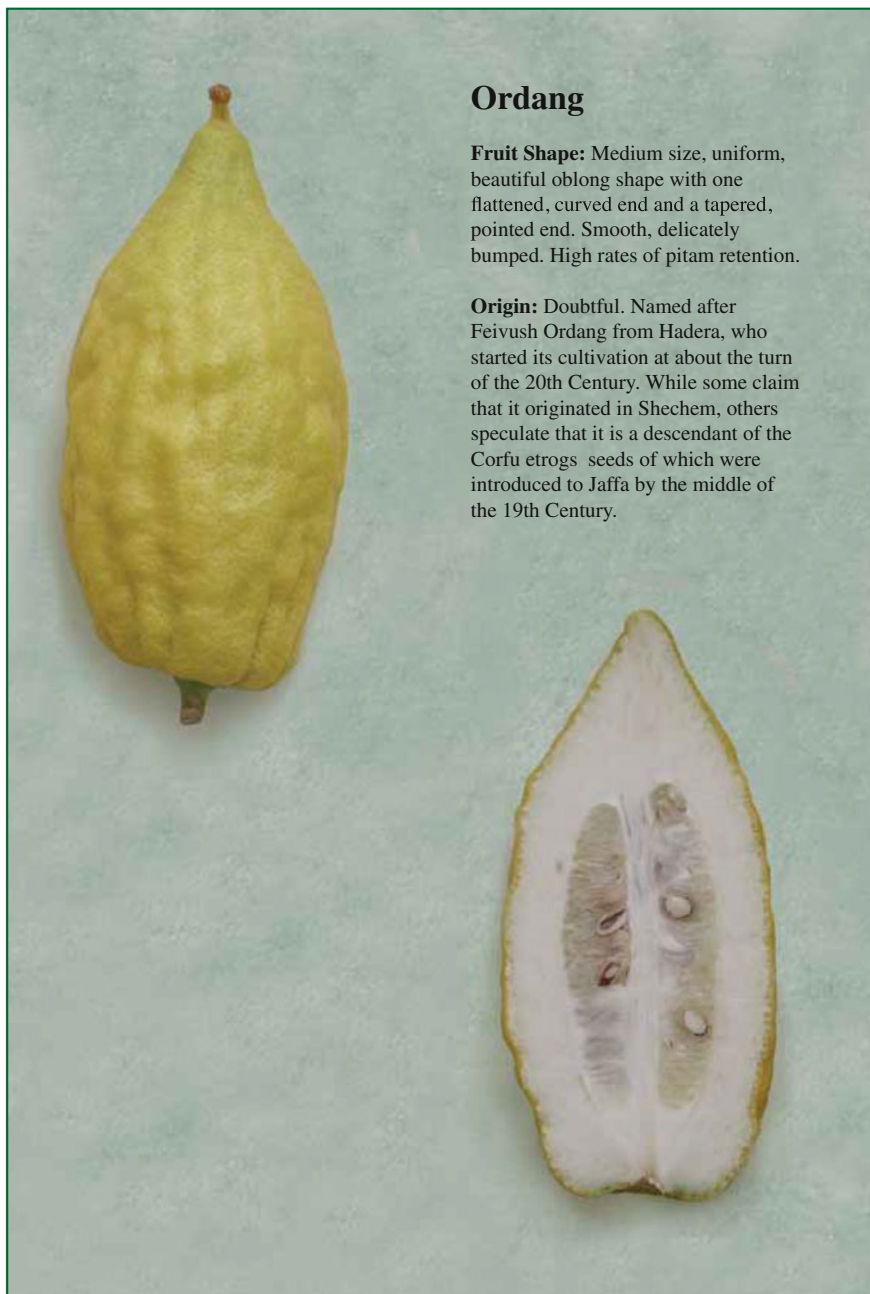 Ordang
Fruit Shape: Medium size, uniform,
beautiful oblong shape with one
flattened, curved end and a tapered,
pointed end. Smooth, delicately
bumped. High rates of pitam retention.
Origin: Doubtful. Named after
Feivush Ordang from Hadera, who
started its cultivation at about the turn
of the 20th Century. While some claim
that it originated in Shechem, others
speculate that it is a descendant of the
Corfu etrogs seeds of which were
introduced to Jaffa by the middle of
the 19th Century.